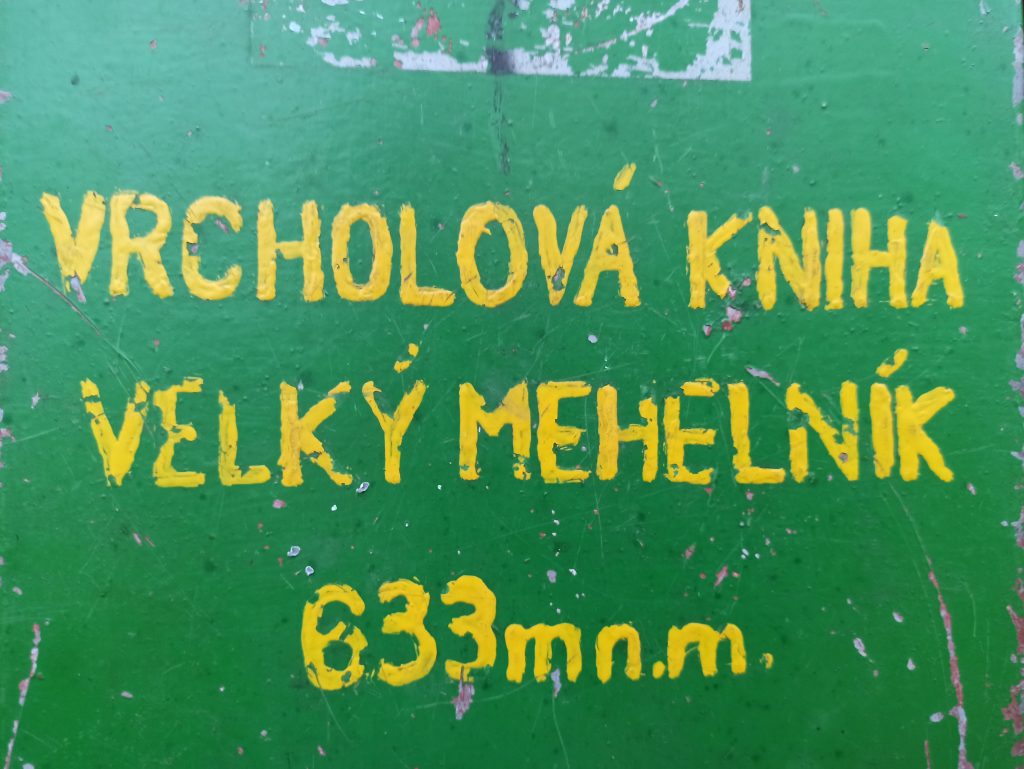 VRCHOLOVÁ KNIHA
VELKÝ MEHELNÍK
633mn.m.